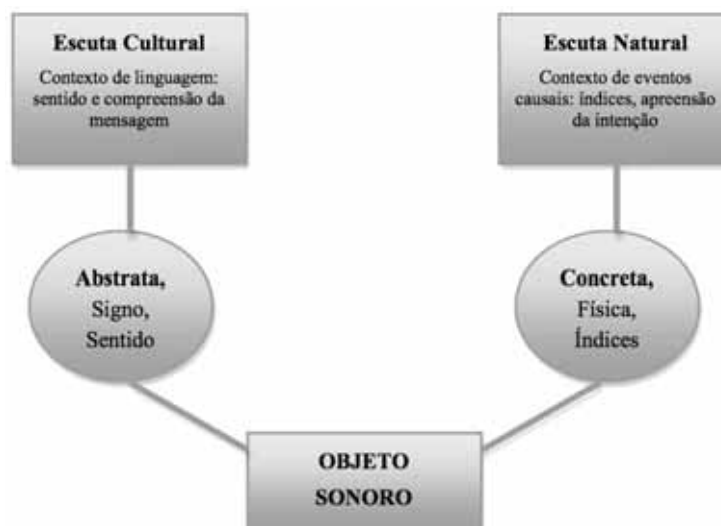 Escuta Cultural
Contexto de linguagem:
sentido e compreensão da
mensagem
Escuta Natural
Contexto de eventos
causais: índices, apreensão
da intenção
Abstrata,
Signo,
Sentido
Concreta,
Física,
Índices
OBJETO
SONORO